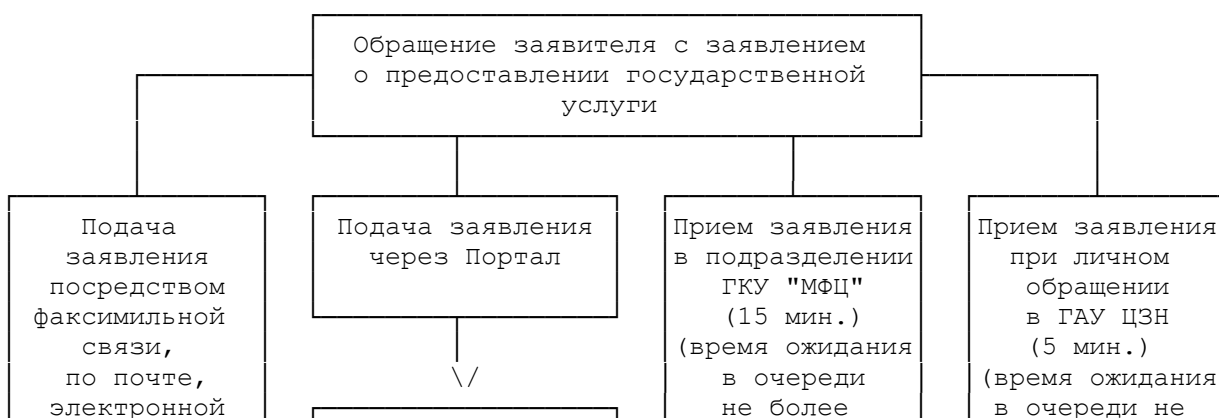 Обращение заявителя с заявлением
о предоставлении государственной
услуги
Подача
заявления
посредством
факсимильной
связи,
по почте,
электронной
Подача заявления
через Портал
\/
Прием заявления
в подразделении
ГКУ "МФЦ"
(15 мин.)
(время ожидания
в очереди
не более
Прием заявления
при личном
обращении
в ГАУ ЦЗН
(5 мин.)
(время ожидания
в очереди не